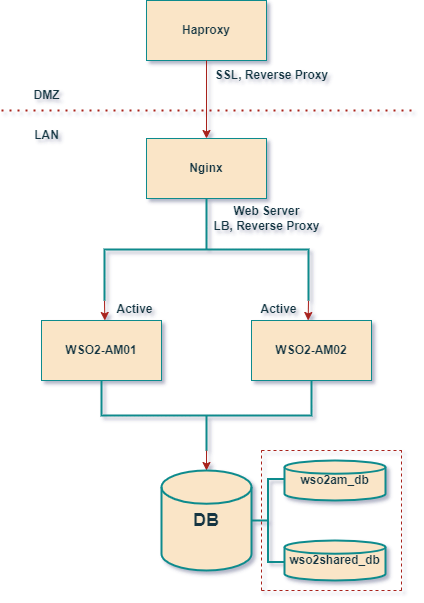 Haproxy
SSL, Reverse Proxy
DMZ
LAN
Nginx
Web Server
LB, Reverse Proxy
Active
Active
WSO2-AM01
WSO2-AM02
DB
wso2am_db
wso2shared_db